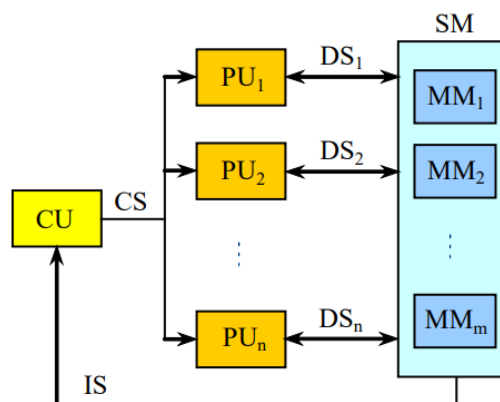 SM
PU₁
DS₁
MM₁
PU₂
DS₂
MM₂
CU
CS
PUₙ
DSₙ
MMₘ
IS